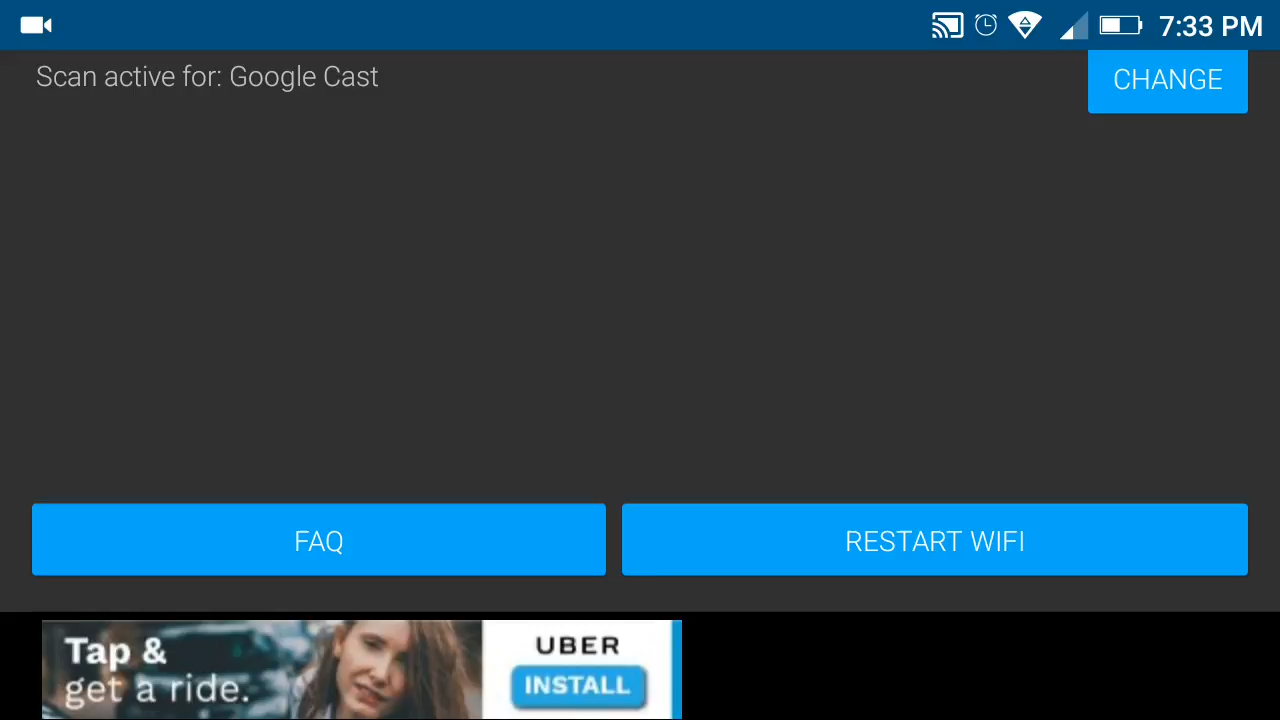 7:33 PM
Scan active for: Google Cast
CHANGE
FAQ
RESTART WIFI
Tap &
get a ride.
UBER
INSTALL